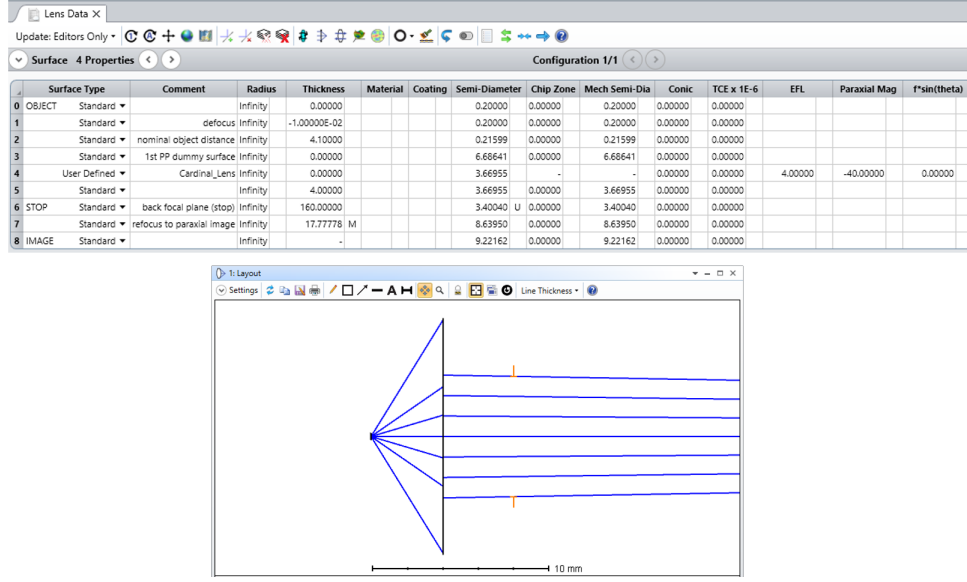 Lens Data ×
Update: Editors Only
Surface 4 Properties Configuration 1/1
Surface Type Comment Radius Thickness Material Coating Semi-Diameter Chip Zone Mech Semi-Dia Conic TCE x 1E-6 EFL Paraxial Mag f*sin(theta)
0 OBJECT Standard Infinity 0.00000 0.20000 0.00000 0.20000 0.00000 0.00000
1 Standard defocus Infinity -1.00000E-02 0.20000 0.00000 0.20000 0.00000 0.00000
2 Standard nominal object distance Infinity 4.10000 0.21599 0.00000 0.21599 0.00000 0.00000
3 Standard 1st PP dummy surface Infinity 0.00000 6.68641 0.00000 6.68641 0.00000 0.00000
4 User Defined Cardinal_Lens Infinity 0.00000 3.66955 - - 0.00000 0.00000 4.00000 -40.00000 0.00000
5 Standard Infinity 4.00000 3.66955 0.00000 3.66955 0.00000 0.00000
6 STOP Standard back focal plane (stop) Infinity 160.00000 3.40040 U 0.00000 3.40040 0.00000 0.00000
7 Standard refocus to paraxial image Infinity 17.77778 M 8.63950 0.00000 8.63950 0.00000 0.00000
8 IMAGE Standard Infinity - 9.22162 0.00000 9.22162 0.00000 0.00000
1: Layout
Settings Line Thickness
10 mm